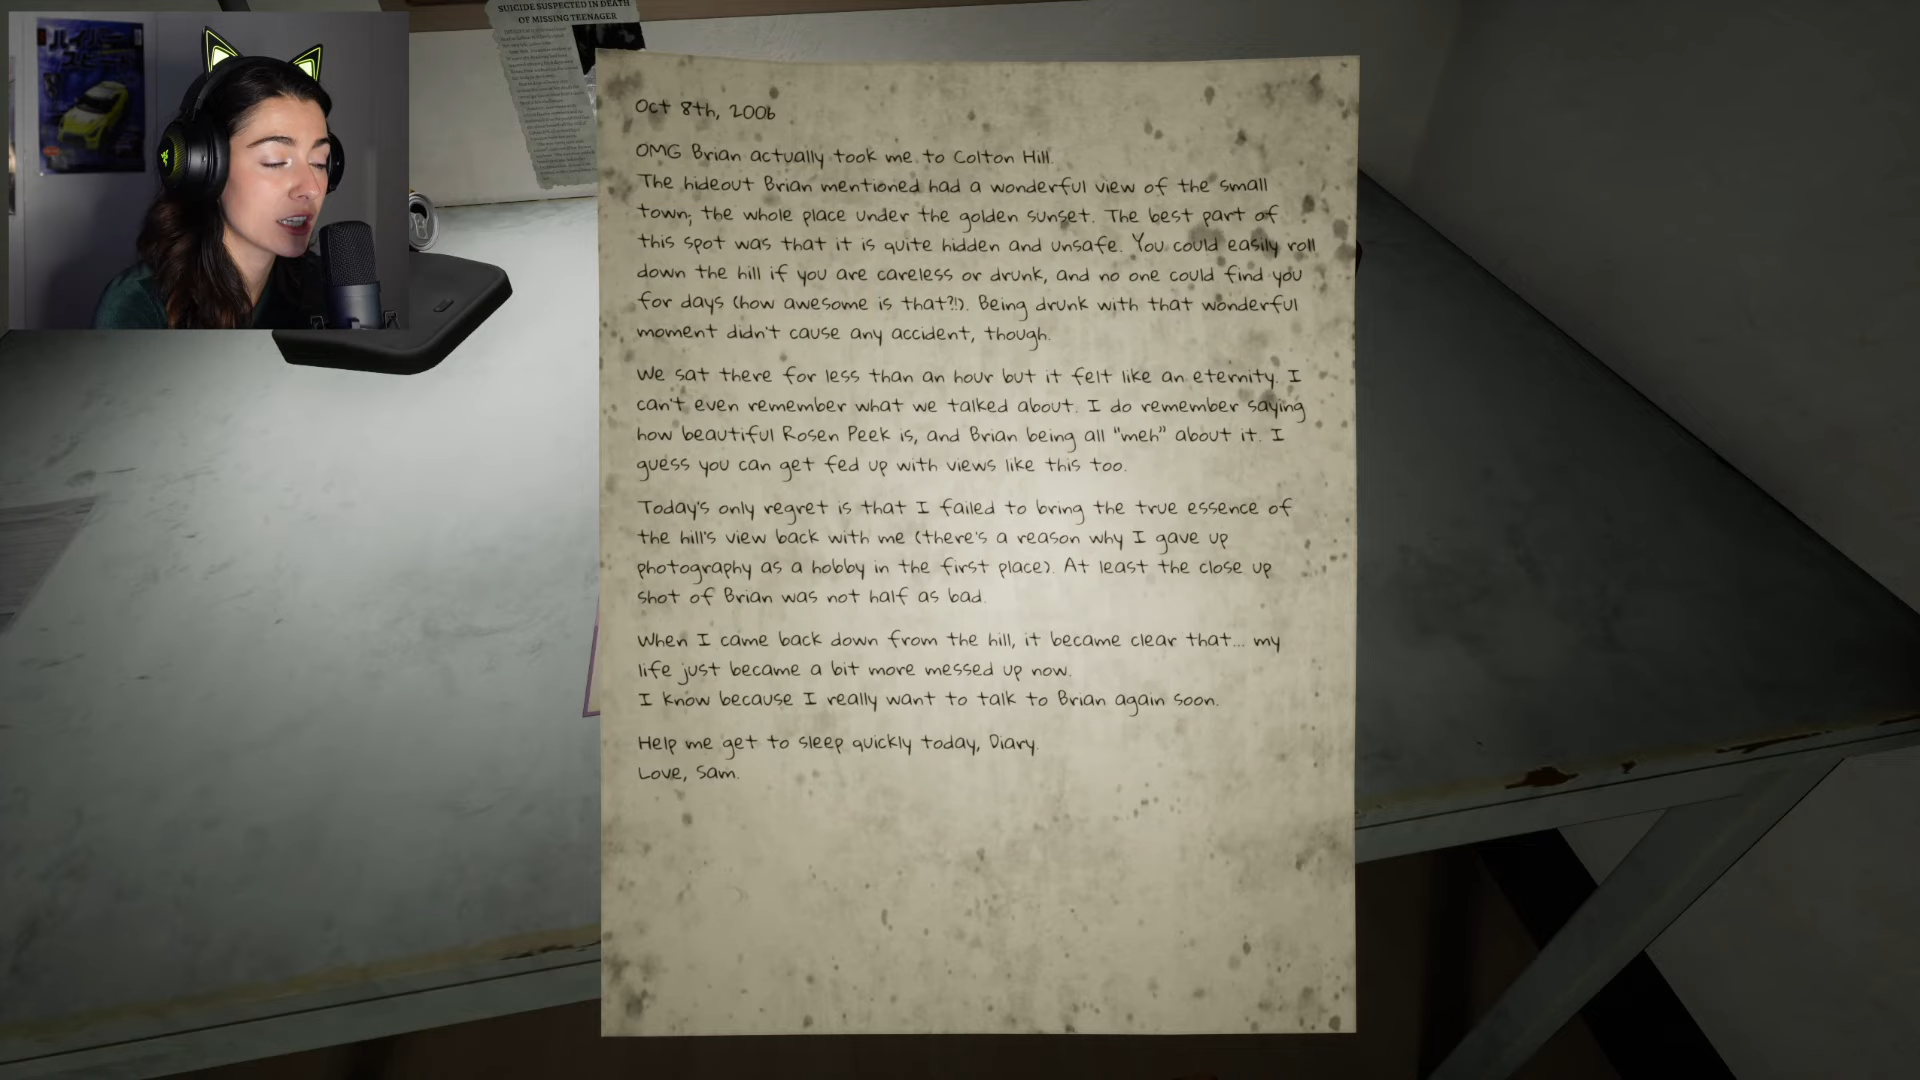 SUICIDE SUSPECTED IN DEATH
OF MISSING TEENAGER
Oct 8th, 2006
OMG Brian actually took me to Colton Hill.
The hideout Brian mentioned had a wonderful view of the small
town; the whole place under the golden sunset. The best part of
this spot was that it is quite hidden and unsafe. You could easily roll
down the hill if you are careless or drunk, and no one could find you
for days (how awesome is that?!). Being drunk with that wonderful
moment didn't cause any accident, though.
We sat there for less than an hour but it felt like an eternity. I
can't even remember what we talked about. I do remember saying
how beautiful Rosen Peek is, and Brian being all "meh" about it. I
guess you can get fed up with views like this too.
Today's only regret is that I failed to bring the true essence of
the hill's view back with me (there's a reason why I gave up
photography as a hobby in the first place). At least the close up
shot of Brian was not half as bad.
When I came back down from the hill, it became clear that... my
life just became a bit more messed up now.
I know because I really want to talk to Brian again soon.
Help me get to sleep quickly today, Diary.
Love, Sam.